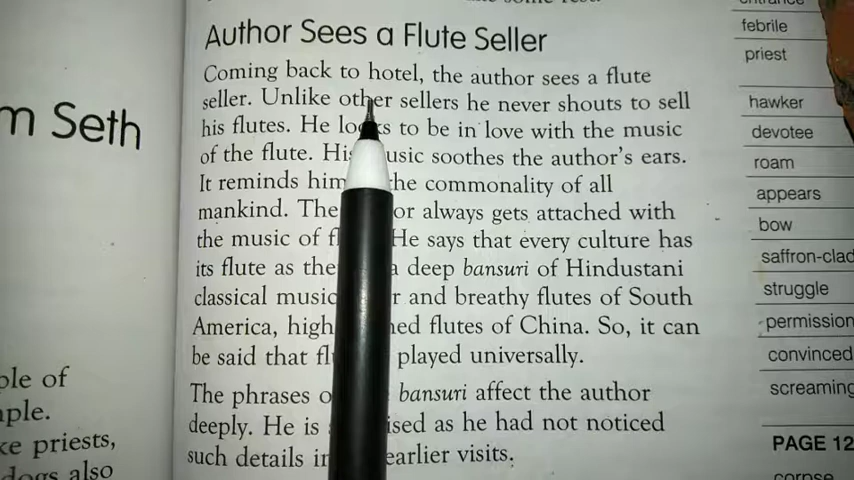 Author Sees a Flute Seller
Coming back to hotel, the author sees a flute
seller. Unlike other sellers he never shouts to sell
his flutes. He looks to be in love with the music
of the flute. His music soothes the author's ears.
It reminds him the commonality of all
mankind. The or always gets attached with
the music of He says that every culture has
its flute as the a deep bansuri of Hindustani
classical music and breathy flutes of South
America, high flutes of China. So, it can
be said that played universally.
The phrases bansuri affect the author
deeply. He is as he had not noticed
such details in earlier visits.
m Seth
ple of
priests,
dogs also
febrile
priest
hawker
devotee
roam
appears
bow
saffron-clad
struggle
permission
convinced
screaming
PAGE 12
corpse